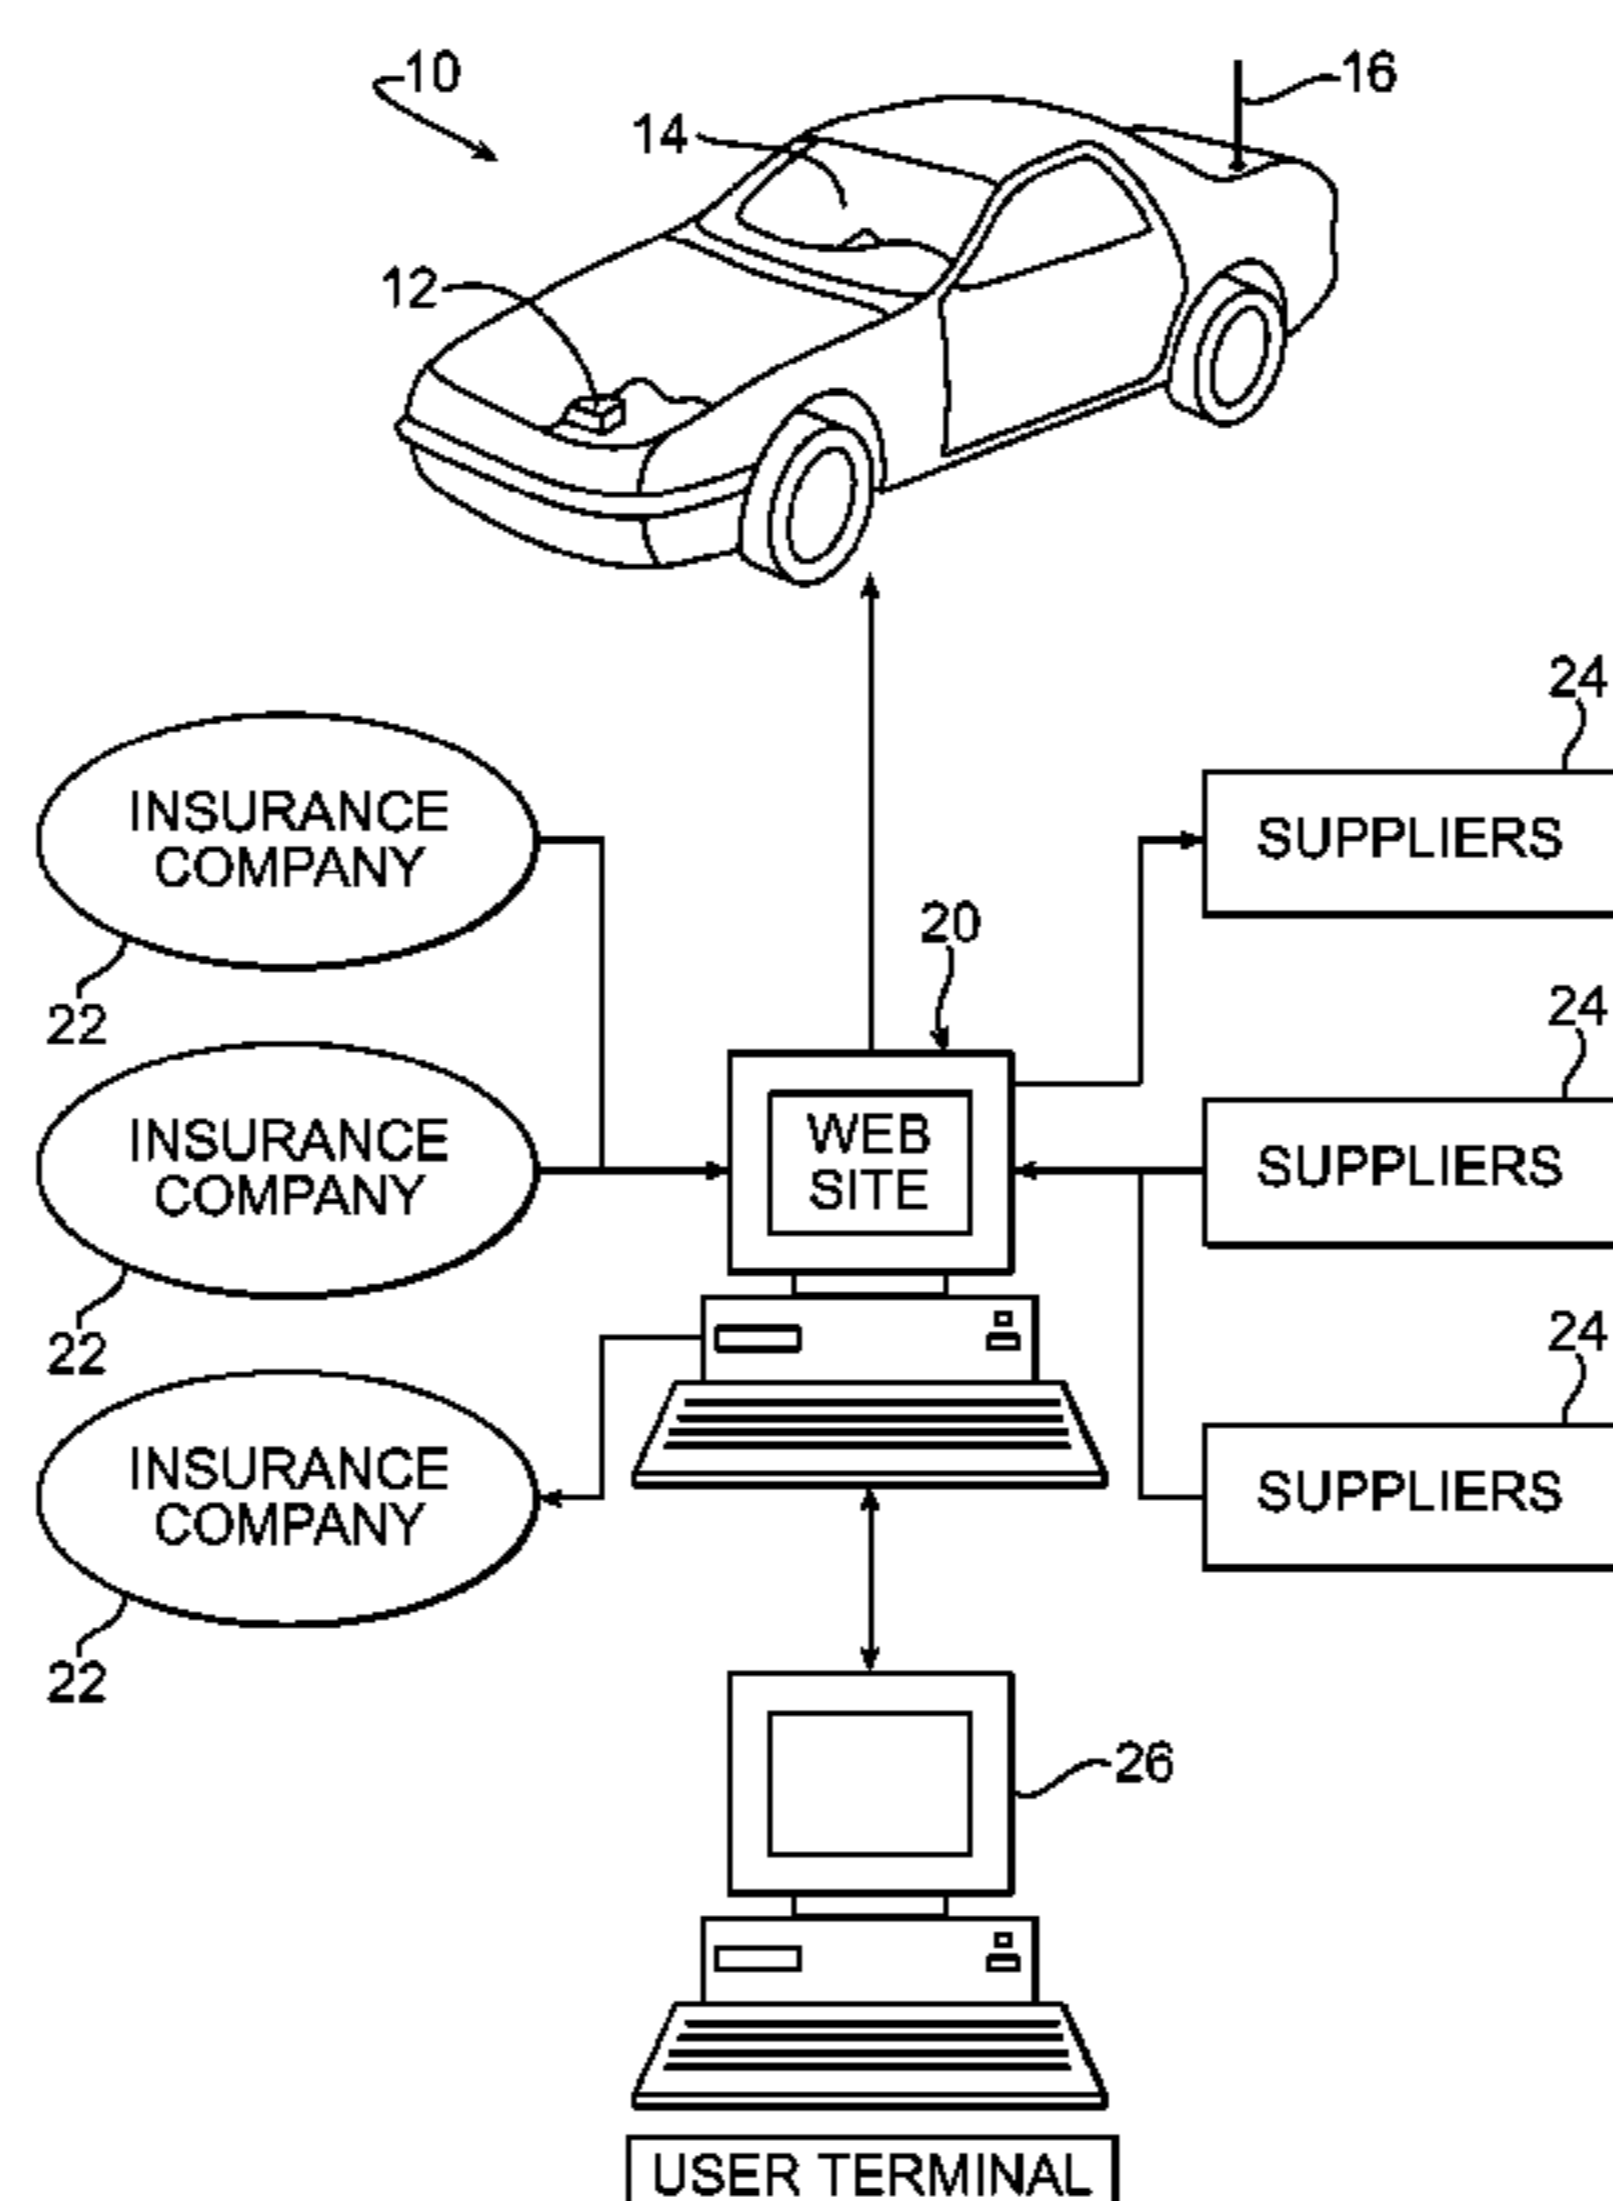 10
16
14
12
24
INSURANCE
COMPANY
SUPPLIERS
20
22
24
WEB
SITE
INSURANCE
COMPANY
SUPPLIERS
22
24
INSURANCE
COMPANY
SUPPLIERS
22
26
USER TERMINAL